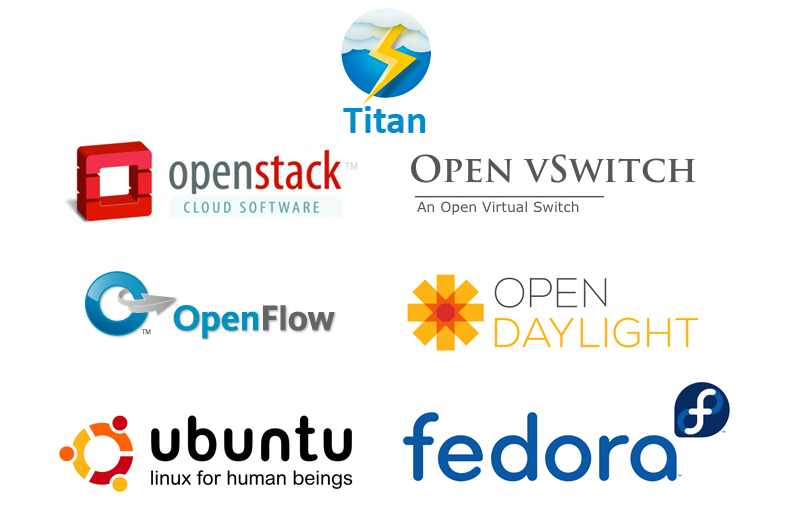 Titan
openstack™
CLOUD SOFTWARE
OPEN VSWITCH
An Open Virtual Switch
OpenFlow
TM
OPEN
DAYLIGHT
ubuntu
linux for human beings
fedora